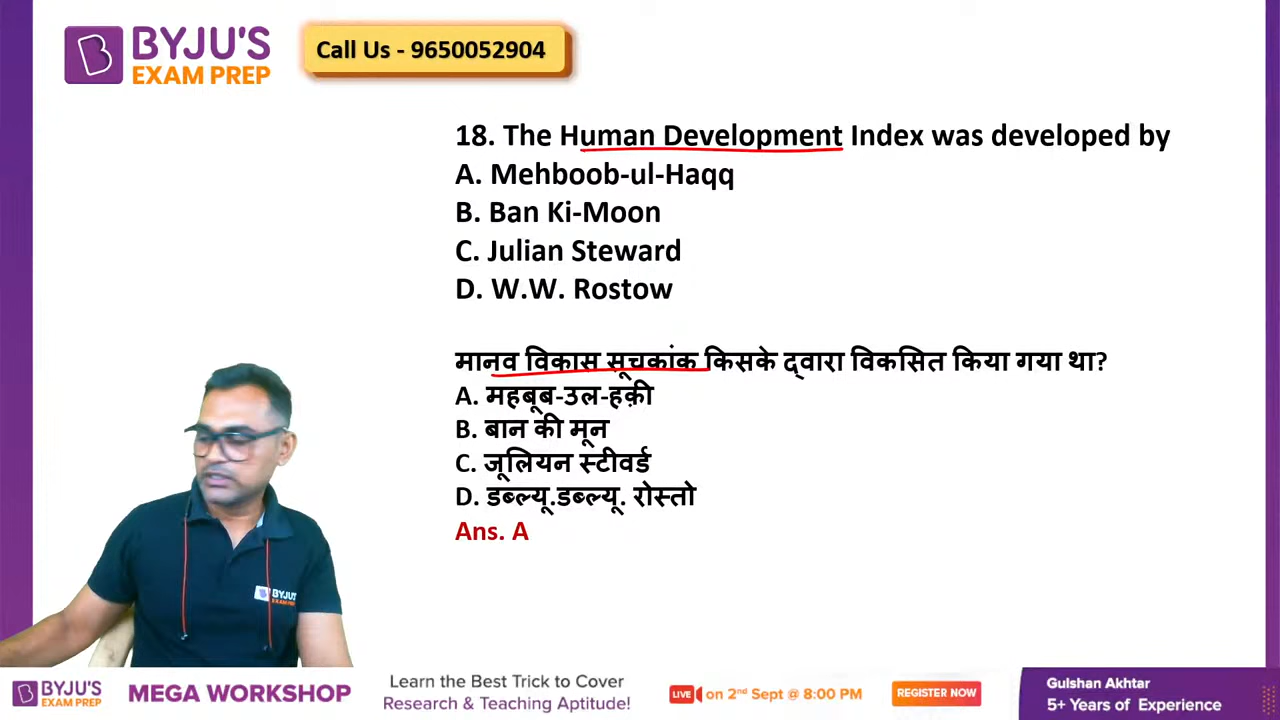 BYJU'S
EXAM PREP
Call Us - 9650052904
18. The Human Development Index was developed by
A. Mehboob-ul-Haqq
B. Ban Ki-Moon
C. Julian Steward
D. W.W. Rostow
मानव विकास सूचकांक किसके द्वारा विकसित किया गया था?
A. महबूब-उल-हक़ी
B. बान की मून
C. जूलियन स्टीवर्ड
D. डब्ल्यू.डब्ल्यू. रोस्तो
Ans. A
BYJU'S
EXAM PREP
BYJU'S
EXAM PREP
MEGA WORKSHOP
Learn the Best Trick to Cover
Research & Teaching Aptitude!
LIVE on 2nd Sept @ 8:00 PM
REGISTER NOW
Gulshan Akhtar
5+ Years of Experience